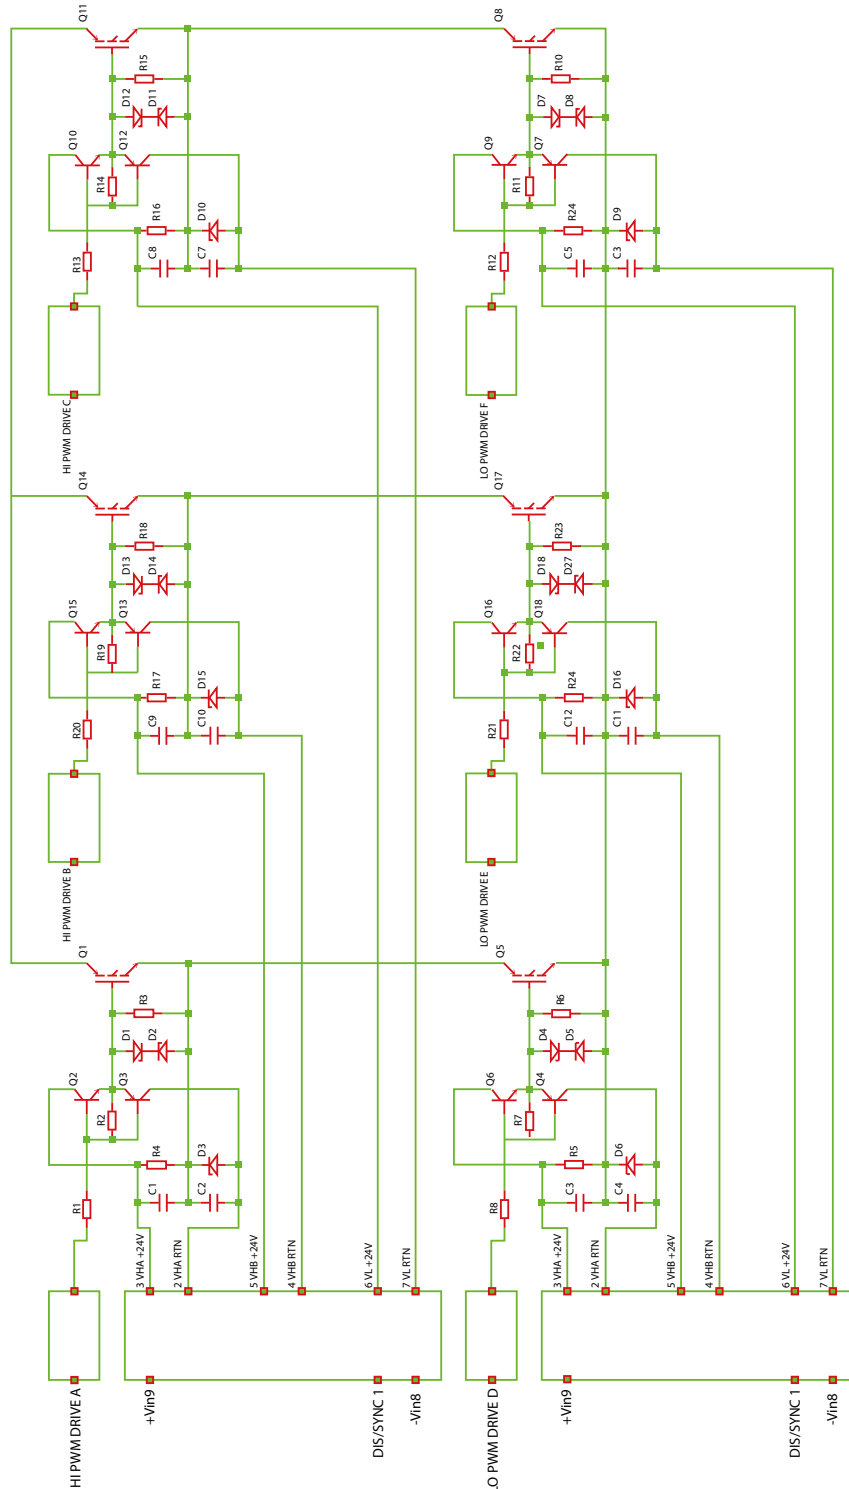 Q11
R15
D12
D11
Q10
Q12
R14
R16
D10
C8
C7
R13
HI PWM DRIVE C
Q8
R10
D7
D8
Q9
Q7
R11
R24
D9
C5
C3
R12
LO PWM DRIVE F
Q14
R18
D13
D14
Q15
Q13
R19
R17
D15
C9
C10
R20
HI PWM DRIVE B
Q17
R23
D18
D27
Q16
Q18
R22
R24
D16
C12
C11
R21
LO PWM DRIVE E
Q1
R3
D1
D2
Q2
Q3
R2
R4
D3
C1
C2
R1
3 VHA +24V
2 VHA RTN
5 VHB +24V
4 VHB RTN
6 VL +24V
7 VL RTN
HI PWM DRIVE A
+Vin9
DIS/SYNC 1
-Vin8
Q5
R6
D4
D5
Q6
Q4
R7
R5
D6
C3
C4
R8
3 VHA +24V
2 VHA RTN
5 VHB +24V
4 VHB RTN
6 VL +24V
7 VL RTN
LO PWM DRIVE D
+Vin9
DIS/SYNC 1
-Vin8